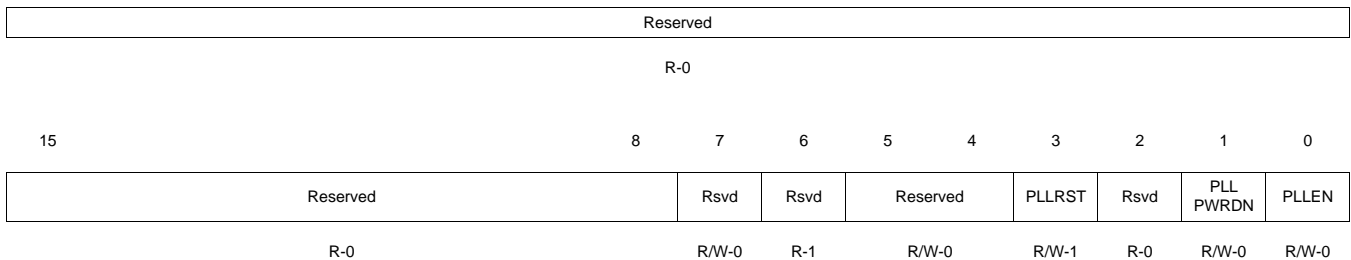 Reserved
R-0
15 8 7 6 5 4 3 2 1 0
Reserved Rsvd Rsvd Reserved PLLRST Rsvd PLL PWRDN PLLEN
R-0 R/W-0 R-1 R/W-0 R/W-1 R-0 R/W-0 R/W-0